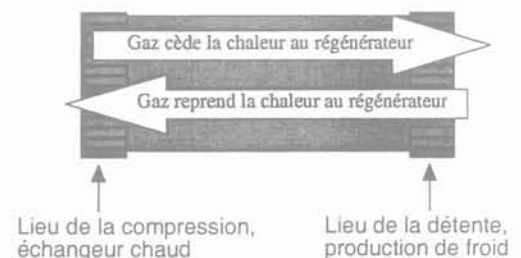 Gaz cède la chaleur au régénérateur
Gaz reprend la chaleur au régénérateur
Lieu de la compression,
échangeur chaud
Lieu de la détente,
production de froid